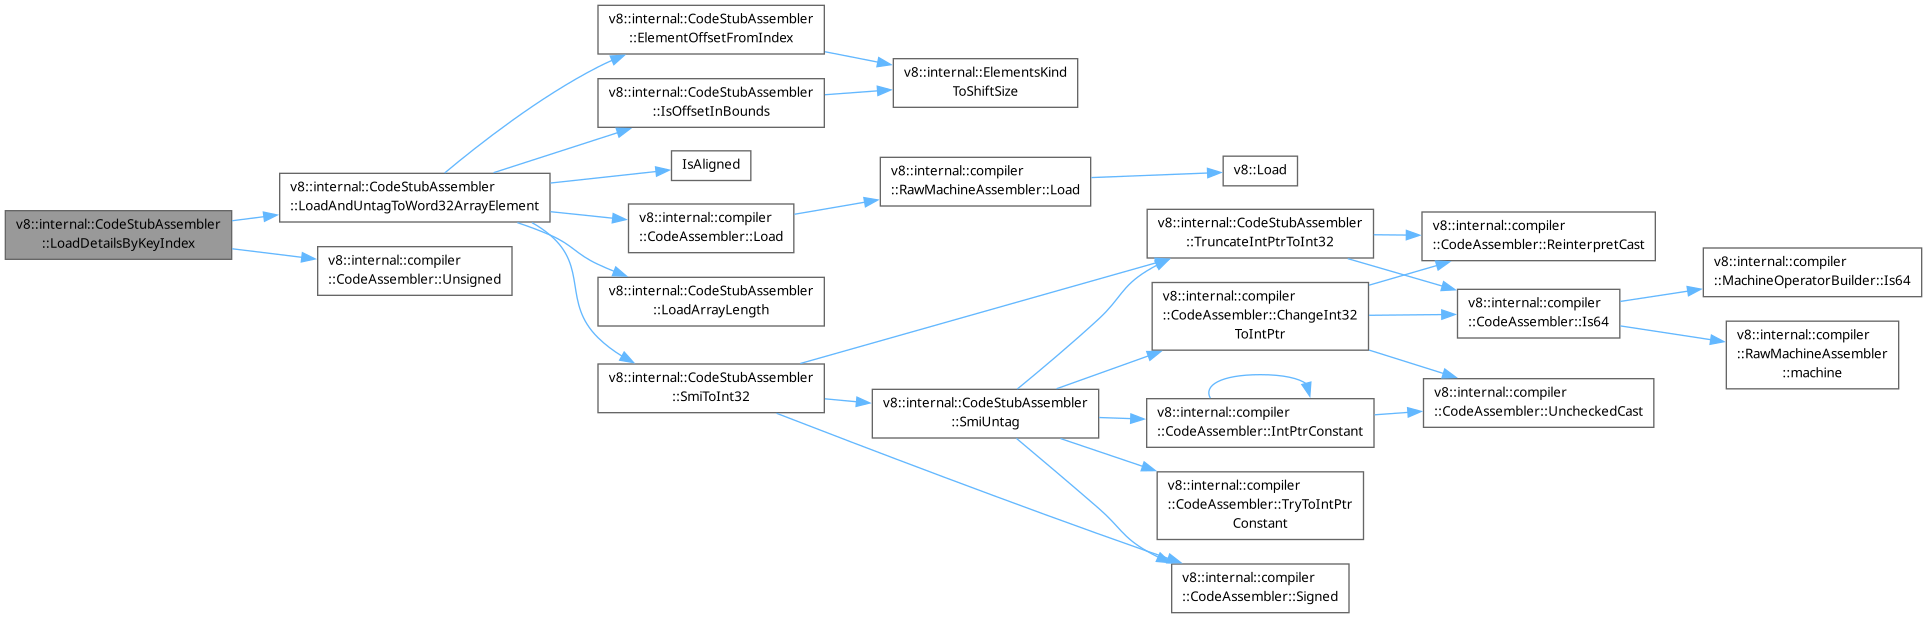 v8::internal::CodeStubAssembler
::LoadDetailsByKeyIndex
v8::internal::CodeStubAssembler
::LoadAndUntagToWord32ArrayElement
v8::internal::compiler
::CodeAssembler::Unsigned
v8::internal::CodeStubAssembler
::ElementOffsetFromIndex
v8::internal::CodeStubAssembler
::IsOffsetInBounds
IsAligned
v8::internal::compiler
::CodeAssembler::Load
v8::internal::CodeStubAssembler
::LoadArrayLength
v8::internal::CodeStubAssembler
::SmiToInt32
v8::internal::ElementsKind
ToShiftSize
v8::internal::compiler
::RawMachineAssembler::Load
v8::Load
v8::internal::CodeStubAssembler
::SmiUntag
v8::internal::CodeStubAssembler
::TruncateIntPtrToInt32
v8::internal::compiler
::CodeAssembler::ChangeInt32
ToIntPtr
v8::internal::compiler
::CodeAssembler::IntPtrConstant
v8::internal::compiler
::CodeAssembler::TryToIntPtr
Constant
v8::internal::compiler
::CodeAssembler::Signed
v8::internal::compiler
::CodeAssembler::ReinterpretCast
v8::internal::compiler
::CodeAssembler::Is64
v8::internal::compiler
::CodeAssembler::UncheckedCast
v8::internal::compiler
::MachineOperatorBuilder::Is64
v8::internal::compiler
::RawMachineAssembler
::machine